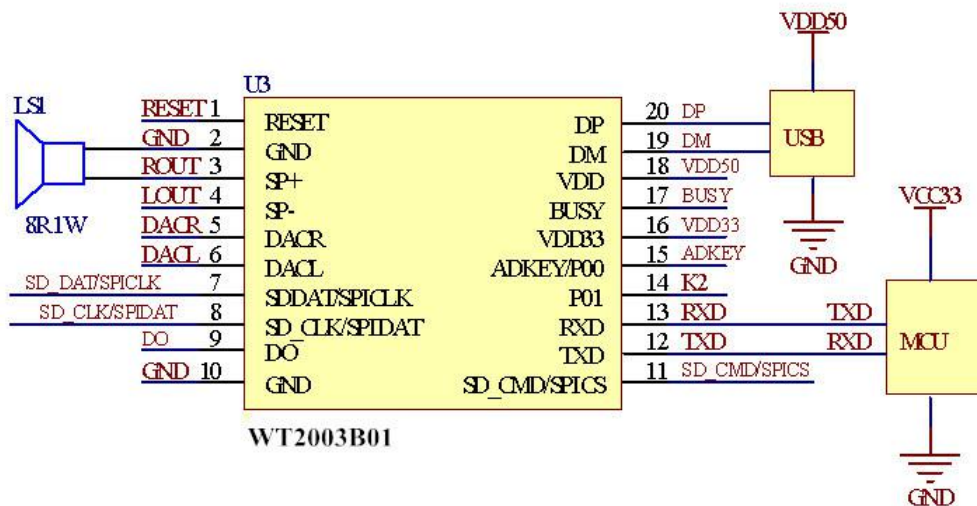 VDD50
U3
LS1
8R1W
RESET 1 RESET
GND 2 GND
ROUT 3 SP+
LOUT 4 SP-
DACR 5 DACR
DACL 6 DACL
SD_DAT/SPICLK 7 SDDAT/SPICLK
SD_CLK/SPIDAT 8 SD_CLK/SPIDAT
DO 9 DO
GND 10 GND
DP 20 DP
DM 19 DM
VDD 18 VDD50
BUSY 17 BUSY
VDD33 16 VDD33
ADKEY/P00 15 ADKEY
P01 14 K2
RXD 13 RXD TXD
TXD 12 TXD RXD
SD_CMD/SPICS 11 SD_CMD/SPICS
USB
GND
VCC33
MCU
GND
WT2003B01